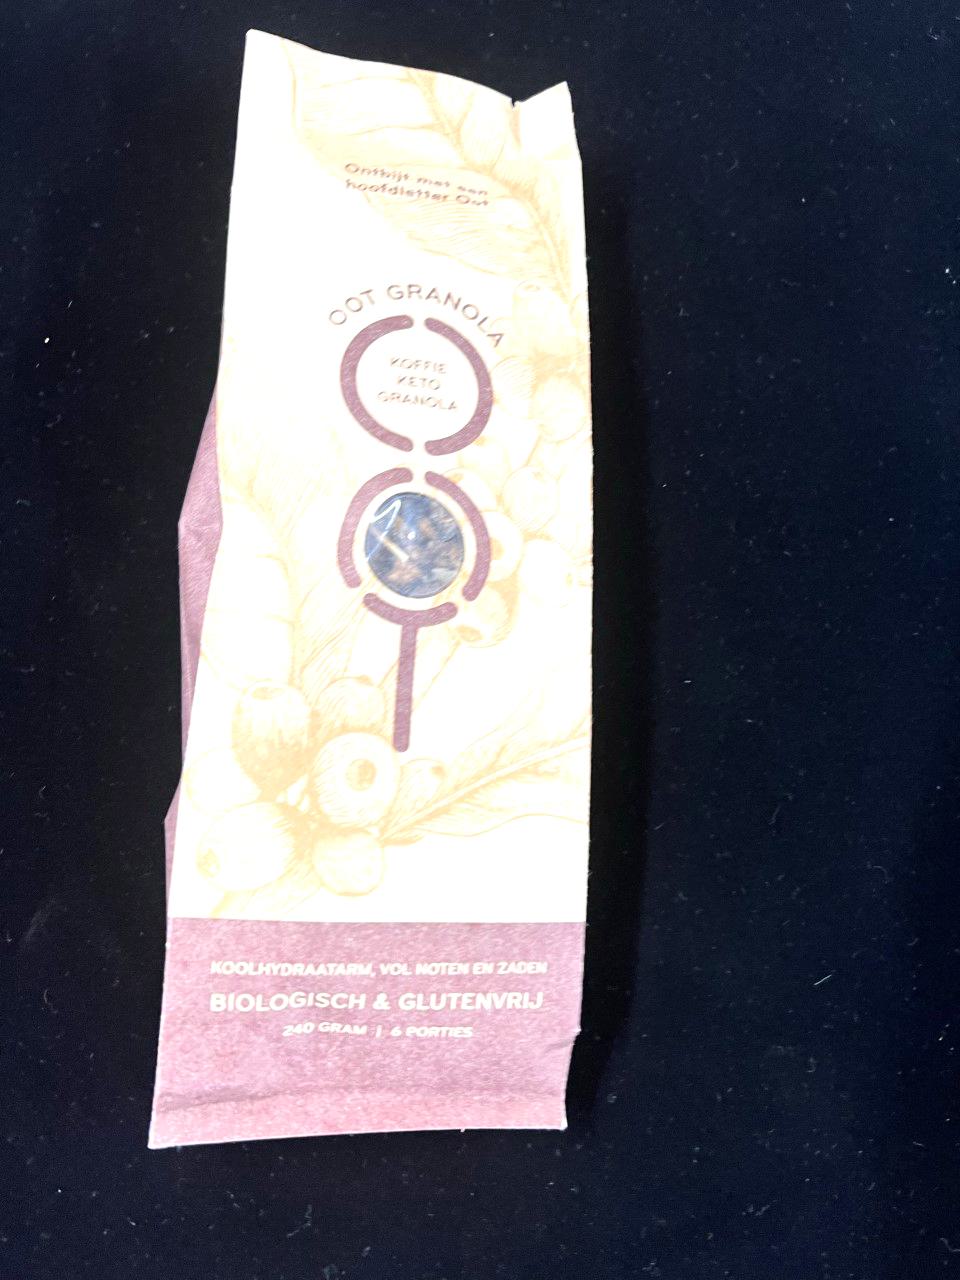 Ontbijt met een
hoofdletter Oot
OOT GRANOLA
KOFFIE
KETO
GRANOLA
KOOLHYDRAATARM, VOL NOTEN EN ZADEN
BIOLOGISCH & GLUTENVRIJ
240 GRAM | 6 PORTIES